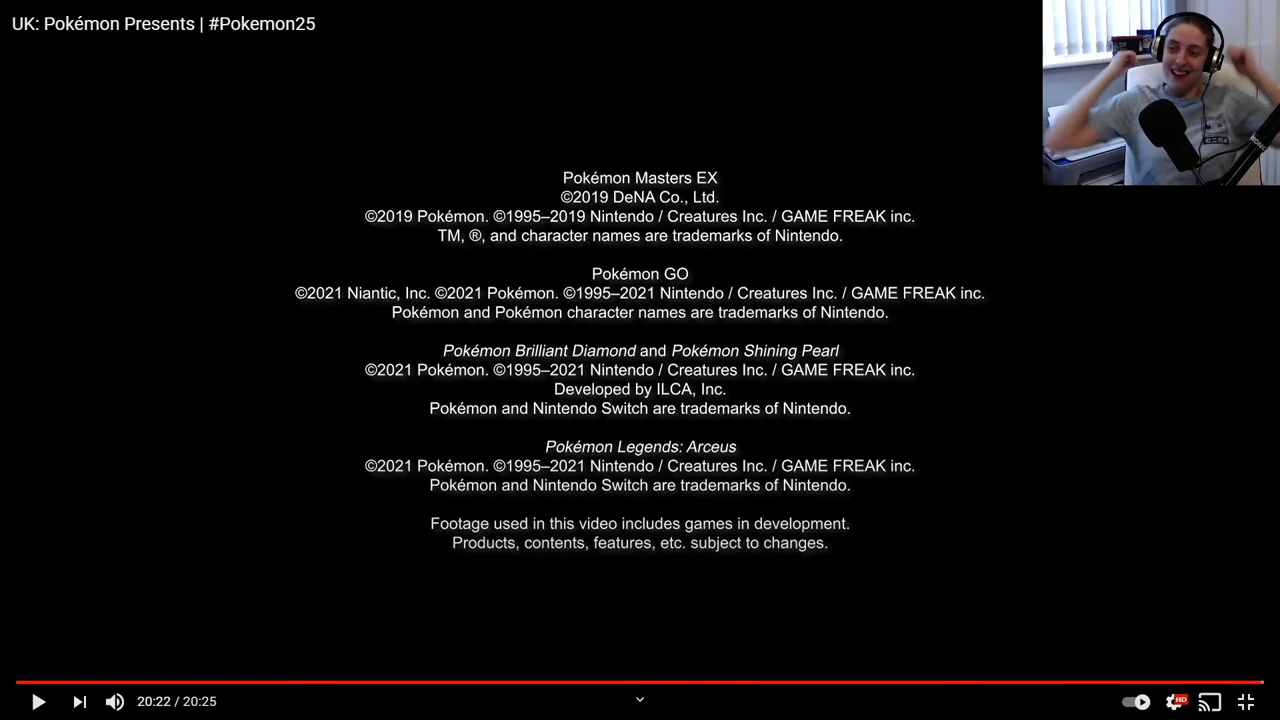 UK: Pokémon Presents | #Pokemon25
Pokémon Masters EX
©2019 DeNA Co., Ltd.
©2019 Pokémon. ©1995–2019 Nintendo / Creatures Inc. / GAME FREAK inc.
TM, ®, and character names are trademarks of Nintendo.
Pokémon GO
©2021 Niantic, Inc. ©2021 Pokémon. ©1995–2021 Nintendo / Creatures Inc. / GAME FREAK inc.
Pokémon and Pokémon character names are trademarks of Nintendo.
Pokémon Brilliant Diamond and Pokémon Shining Pearl
©2021 Pokémon. ©1995–2021 Nintendo / Creatures Inc. / GAME FREAK inc.
Developed by ILCA, Inc.
Pokémon and Nintendo Switch are trademarks of Nintendo.
Pokémon Legends: Arceus
©2021 Pokémon. ©1995–2021 Nintendo / Creatures Inc. / GAME FREAK inc.
Pokémon and Nintendo Switch are trademarks of Nintendo.
Footage used in this video includes games in development.
Products, contents, features, etc. subject to changes.
20:22 / 20:25
HD